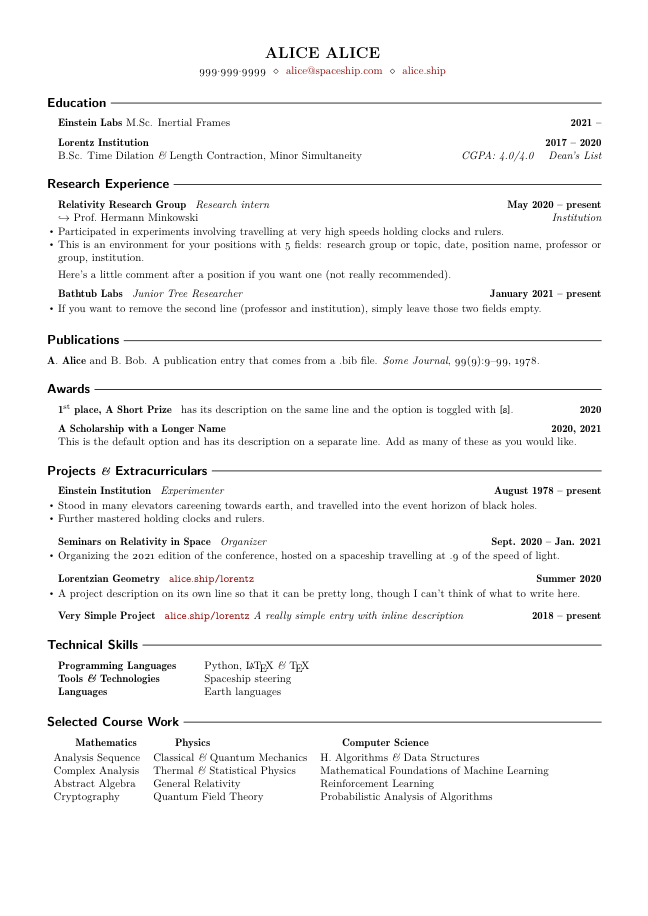 ALICE ALICE
999·999·9999 ⋄ alice@spaceship.com ⋄ alice.ship
Education
Einstein Labs M.Sc. Inertial Frames 2021 –
Lorentz Institution 2017 – 2020
B.Sc. Time Dilation & Length Contraction, Minor Simultaneity CGPA: 4.0/4.0 Dean's List
Research Experience
Relativity Research Group Research intern May 2020 – present
↪ Prof. Hermann Minkowski Institution
• Participated in experiments involving travelling at very high speeds holding clocks and rulers.
• This is an environment for your positions with 5 fields: research group or topic, date, position name, professor or
group, institution.
Here's a little comment after a position if you want one (not really recommended).
Bathtub Labs Junior Tree Researcher January 2021 – present
• If you want to remove the second line (professor and institution), simply leave those two fields empty.
Publications
A. Alice and B. Bob. A publication entry that comes from a .bib file. Some Journal, 99(9):9–99, 1978.
Awards
1st place, A Short Prize has its description on the same line and the option is toggled with [s]. 2020
A Scholarship with a Longer Name 2020, 2021
This is the default option and has its description on a separate line. Add as many of these as you would like.
Projects & Extracurriculars
Einstein Institution Experimenter August 1978 – present
• Stood in many elevators careening towards earth, and travelled into the event horizon of black holes.
• Further mastered holding clocks and rulers.
Seminars on Relativity in Space Organizer Sept. 2020 – Jan. 2021
• Organizing the 2021 edition of the conference, hosted on a spaceship travelling at .9 of the speed of light.
Lorentzian Geometry alice.ship/lorentz Summer 2020
• A project description on its own line so that it can be pretty long, though I can't think of what to write here.
Very Simple Project alice.ship/lorentz A really simple entry with inline description 2018 – present
Technical Skills
Programming Languages Python, LATEX & TEX
Tools & Technologies Spaceship steering
Languages Earth languages
Selected Course Work
Mathematics Physics Computer Science
Analysis Sequence Classical & Quantum Mechanics H. Algorithms & Data Structures
Complex Analysis Thermal & Statistical Physics Mathematical Foundations of Machine Learning
Abstract Algebra General Relativity Reinforcement Learning
Cryptography Quantum Field Theory Probabilistic Analysis of Algorithms